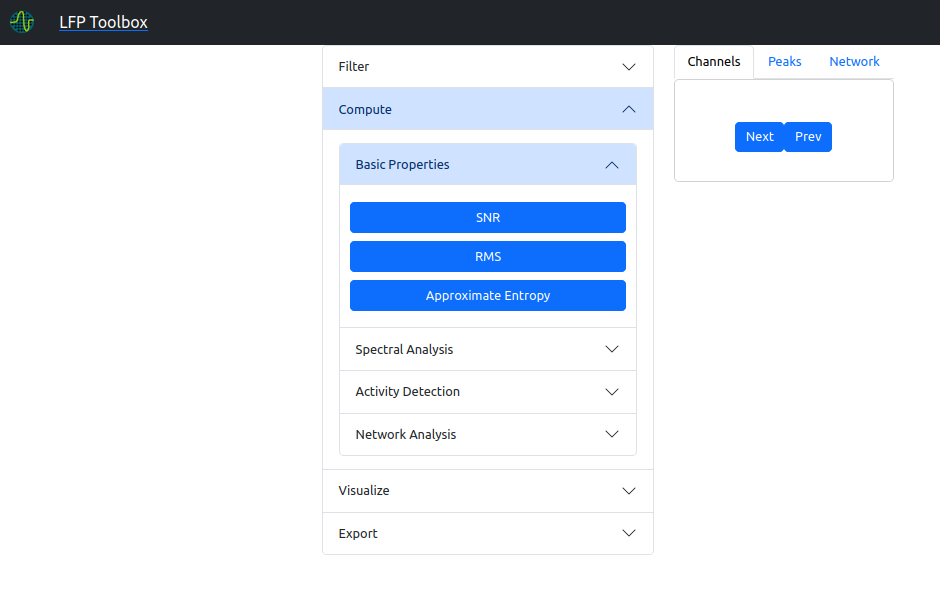 LFP Toolbox
Filter
Compute
Basic Properties
SNR
RMS
Approximate Entropy
Spectral Analysis
Activity Detection
Network Analysis
Visualize
Export
Channels Peaks Network
Next Prev